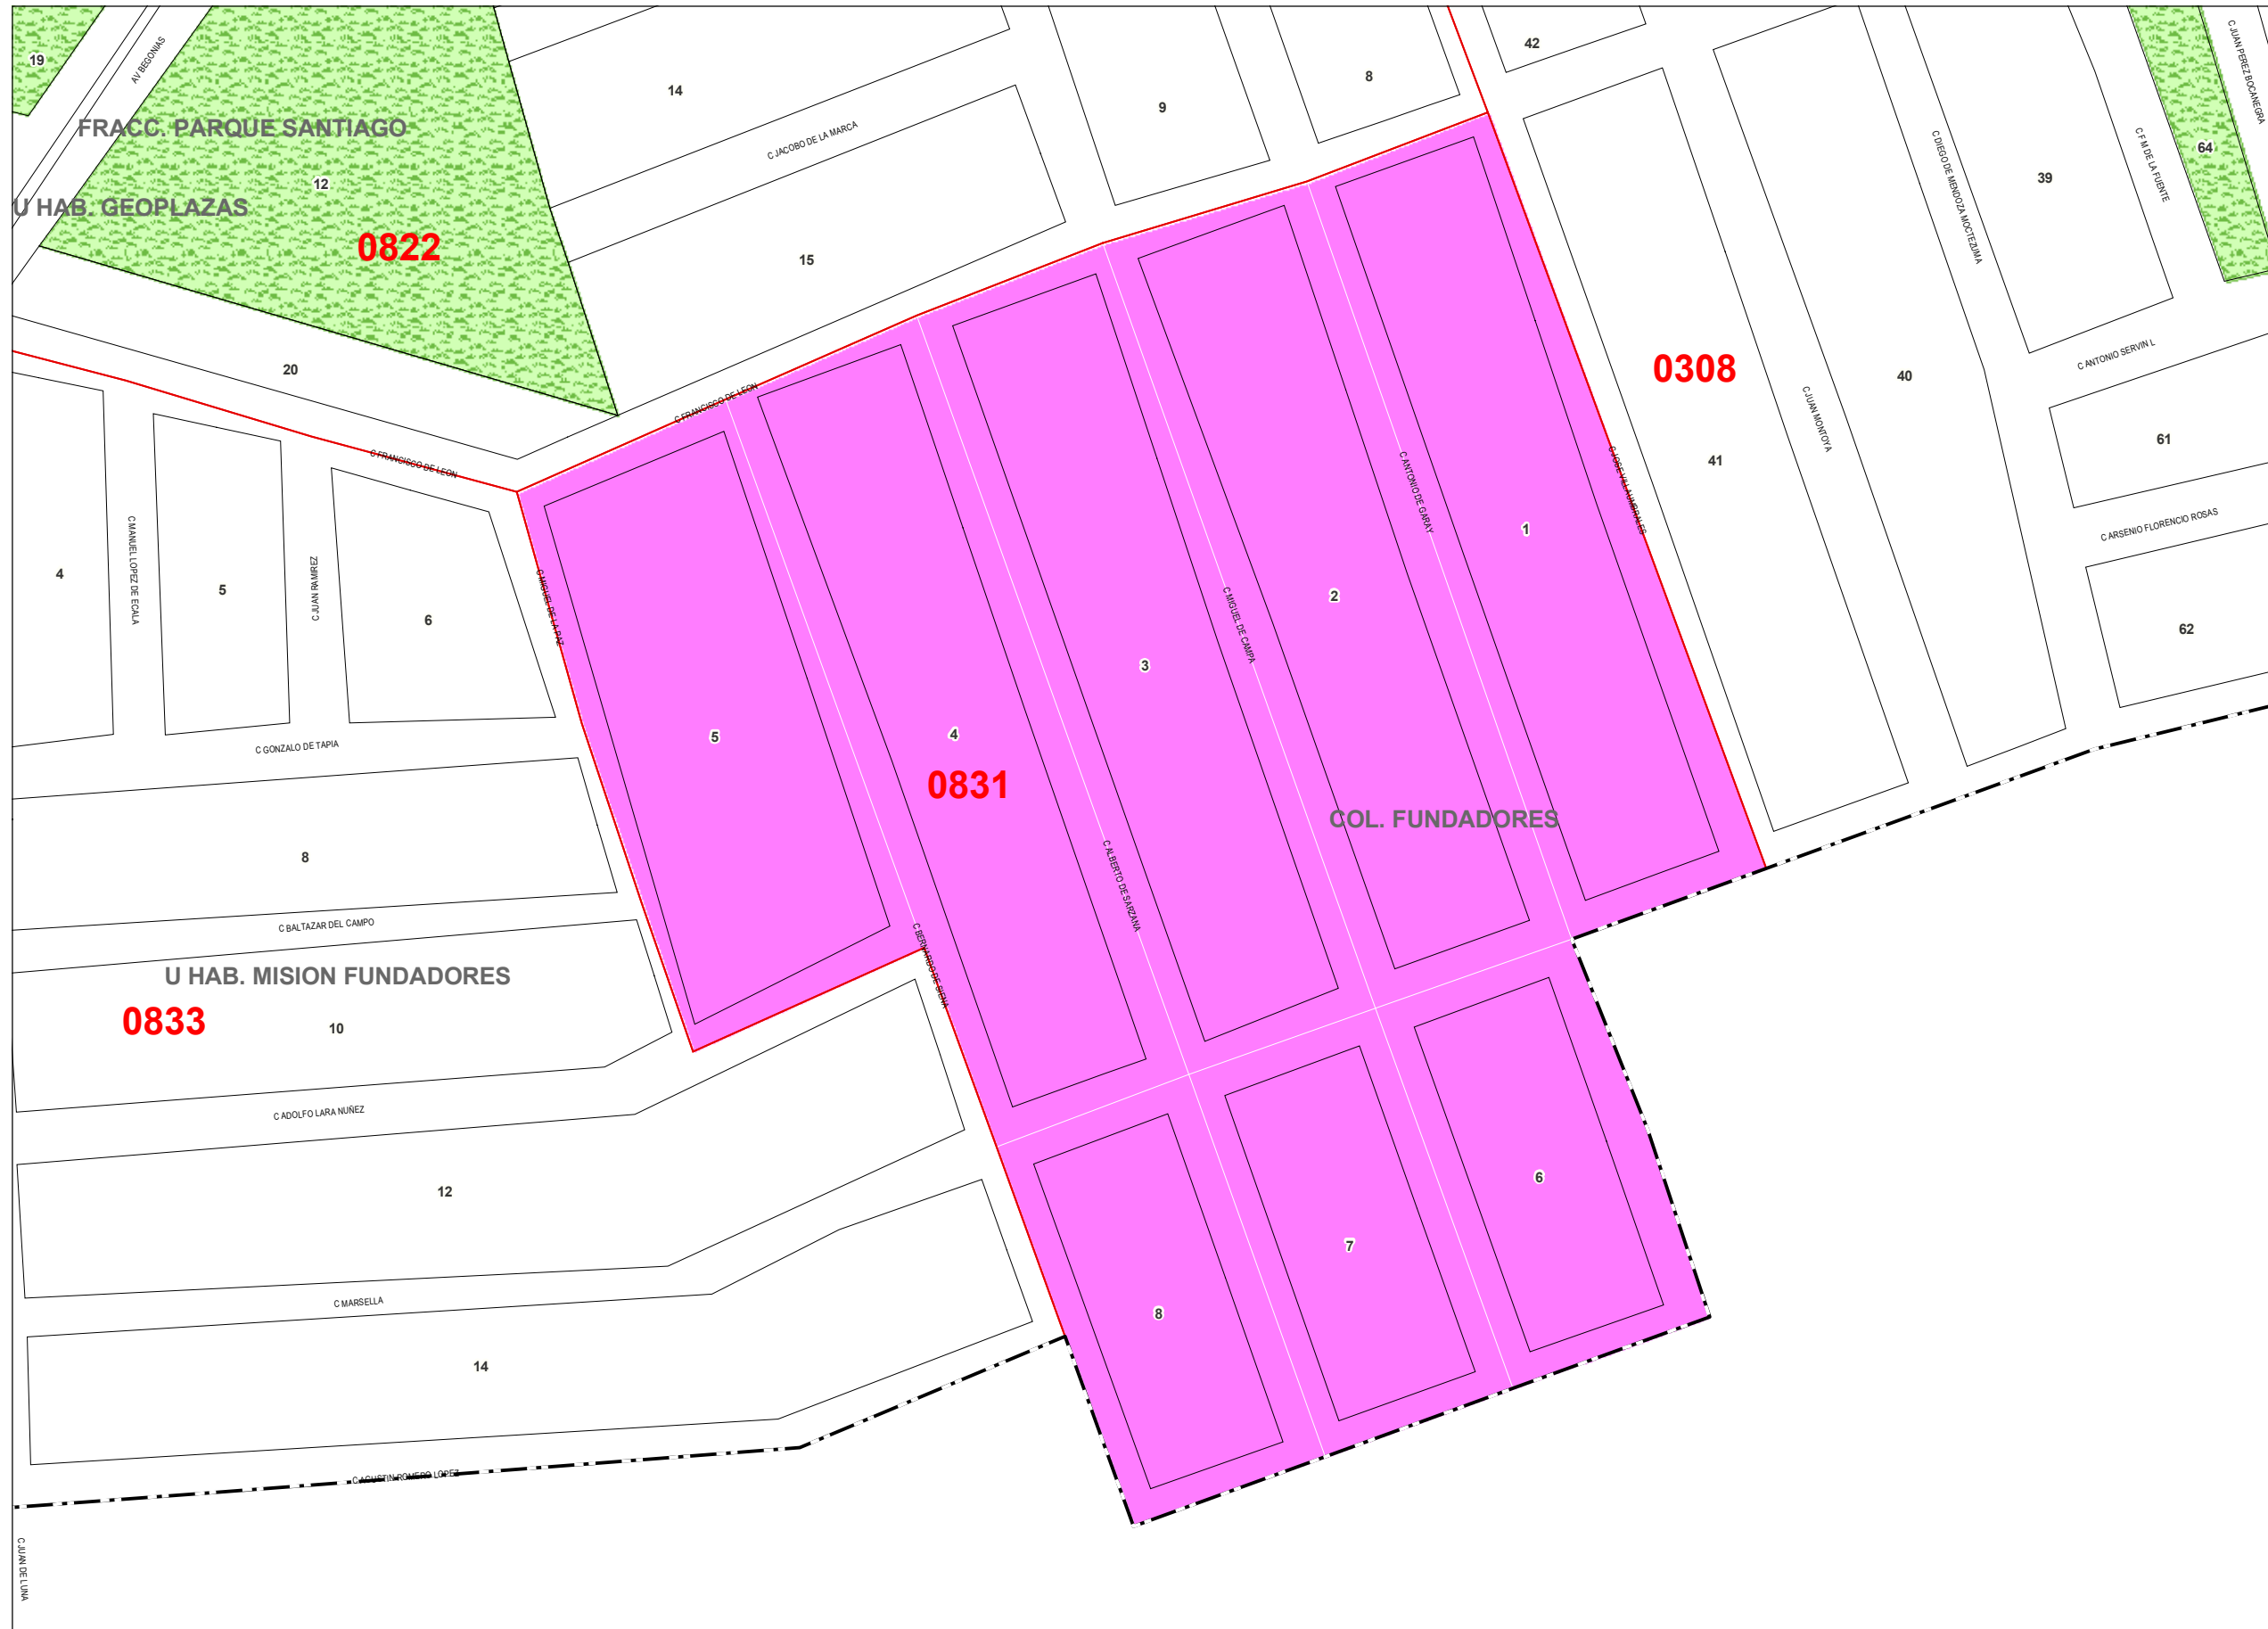 19
AV BEGONIAS
14
C JACOBO DE LA MARCA
9
8
42
C JUAN PEREZ BOCANEGRA
FRACC. PARQUE SANTIAGO
12
U HAB. GEOPLAZAS
0822
15
20
C FRANCISCO DE LEON
C FRANCISCO DE LEON
C DIEGO DE MENDOZA MOCTEZUMA
39
C F M DE LA FUENTE
64
0308
40
41
C JUAN MONTOYA
C ANTONIO SERVIN L
61
C ARSENIO FLORENCIO ROSAS
62
C JOSE VILLAUMBRALES
4
C MANUEL LOPEZ DE ECALA
5
C JUAN RAMIREZ
6
C MIGUEL DE LA PAZ
C GONZALO DE TAPIA
8
C BALTAZAR DEL CAMPO
U HAB. MISION FUNDADORES
0833
10
C ADOLFO LARA NUÑEZ
12
C MARSELLA
14
C AGUSTIN ROMERO LOPEZ
C JUAN DE LUNA
5
4
0831
3
C MIGUEL DE CAMPA
2
C ANTONIO DE GARAY
1
COL. FUNDADORES
C ALBERTO DE SARZANA
C BERNARDO DE SIENA
6
7
8